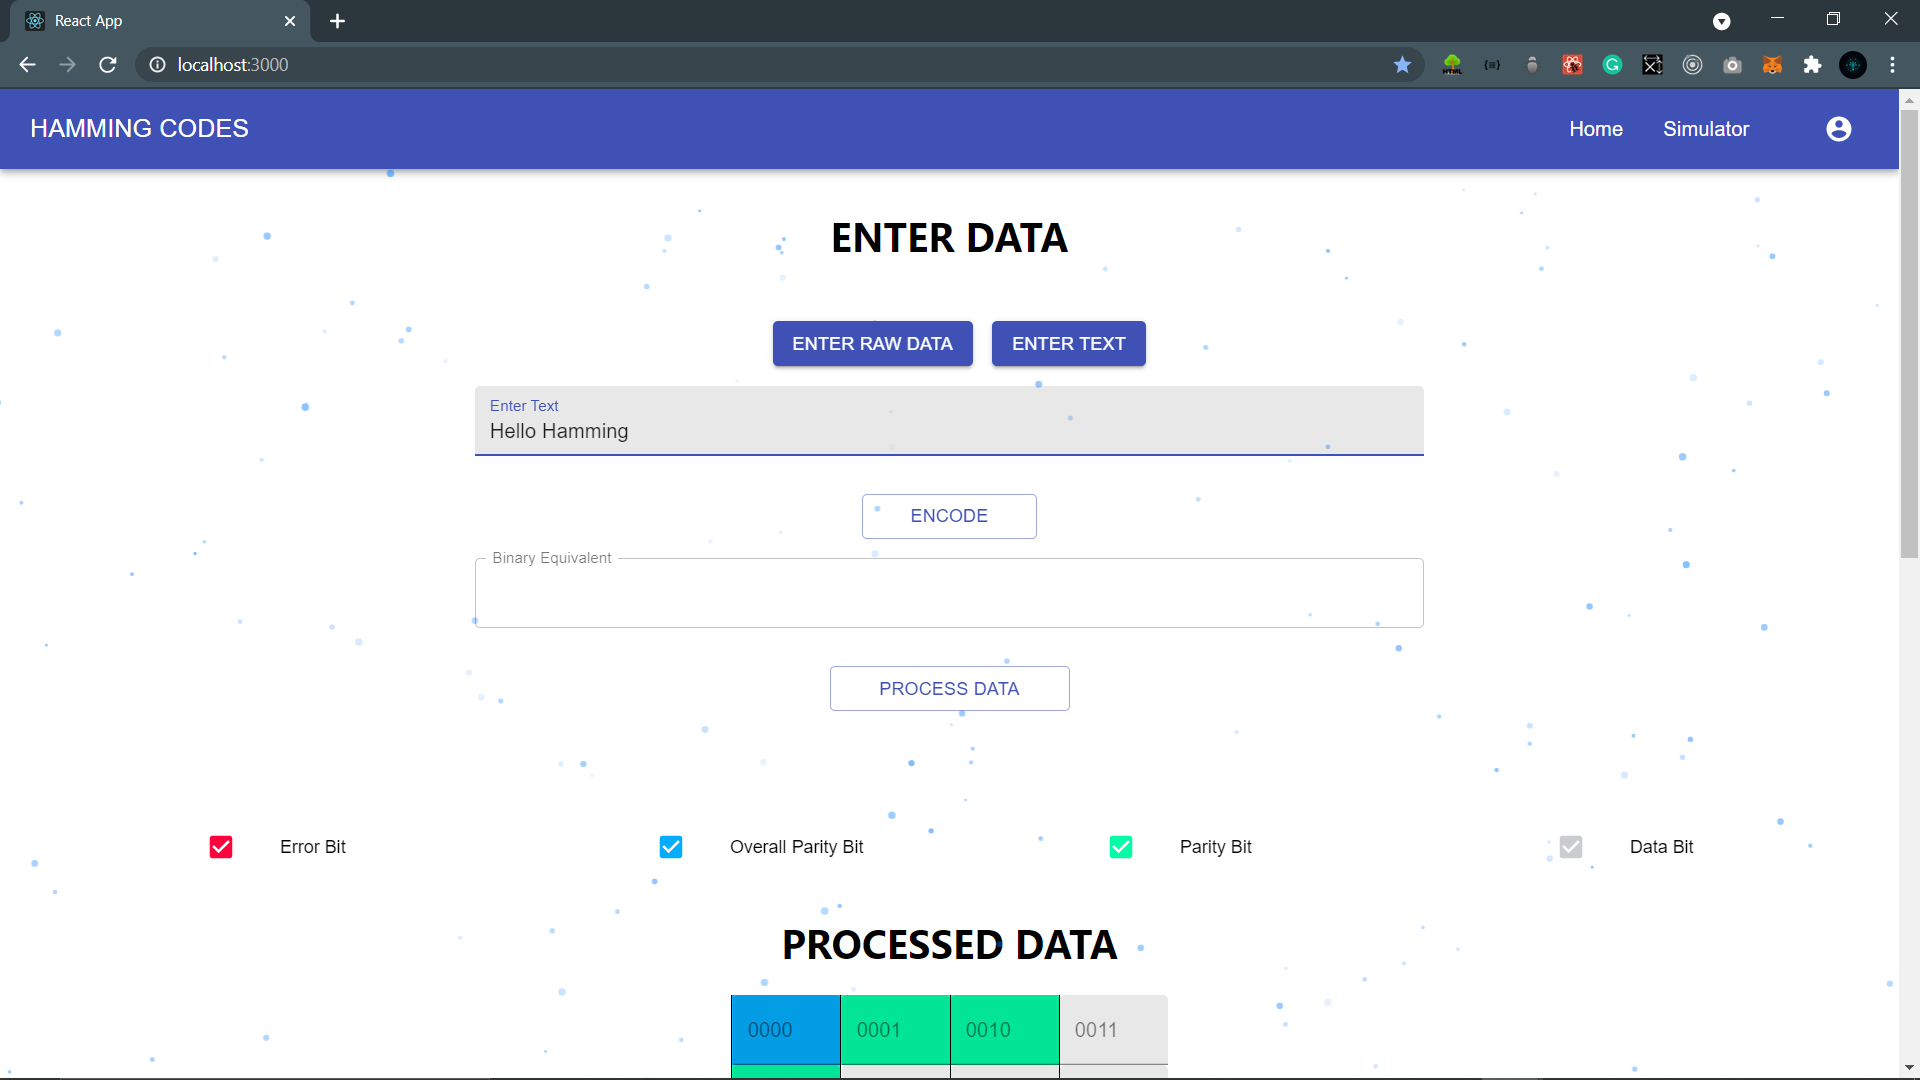 React App
localhost:3000
HAMMING CODES
Home
Simulator
ENTER DATA
ENTER RAW DATA
ENTER TEXT
Enter Text
Hello Hamming
ENCODE
Binary Equivalent
PROCESS DATA
Error Bit
Overall Parity Bit
Parity Bit
Data Bit
PROCESSED DATA
0000
0001
0010
0011